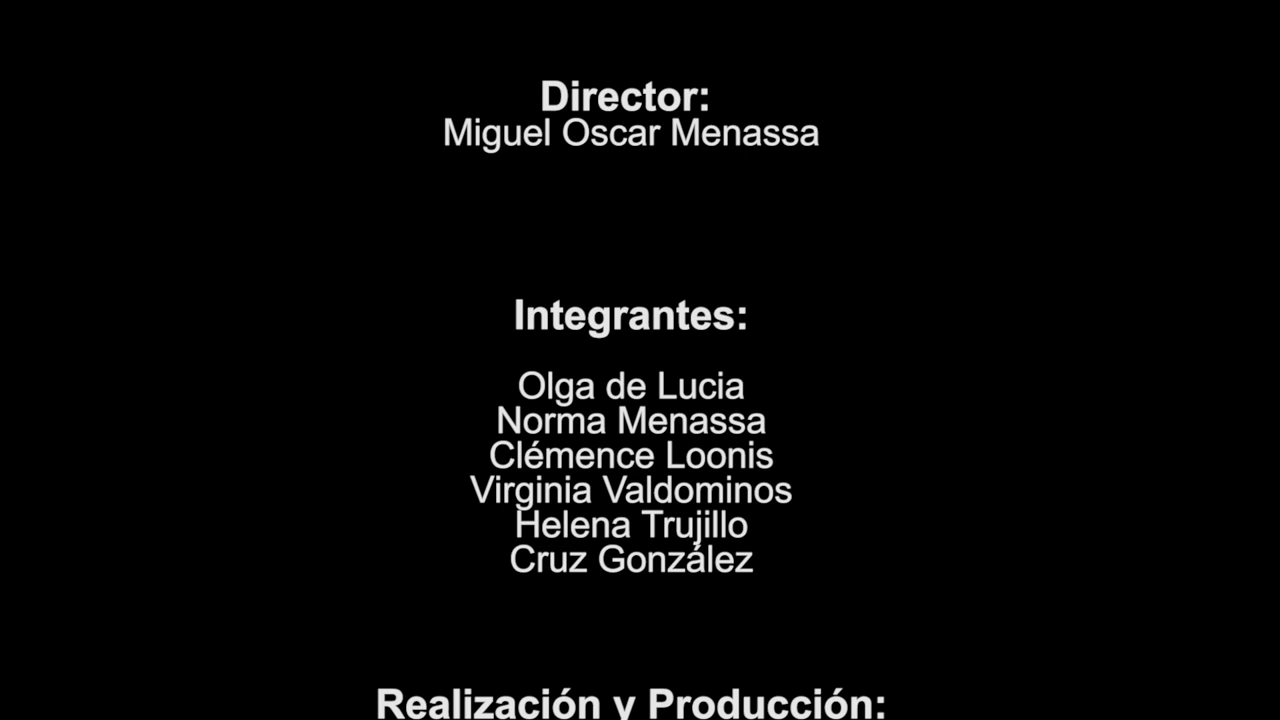 Director:
Miguel Oscar Menassa
Integrantes:
Olga de Lucia
Norma Menassa
Clémence Loonis
Virginia Valdominos
Helena Trujillo
Cruz González
Realización y Producción: